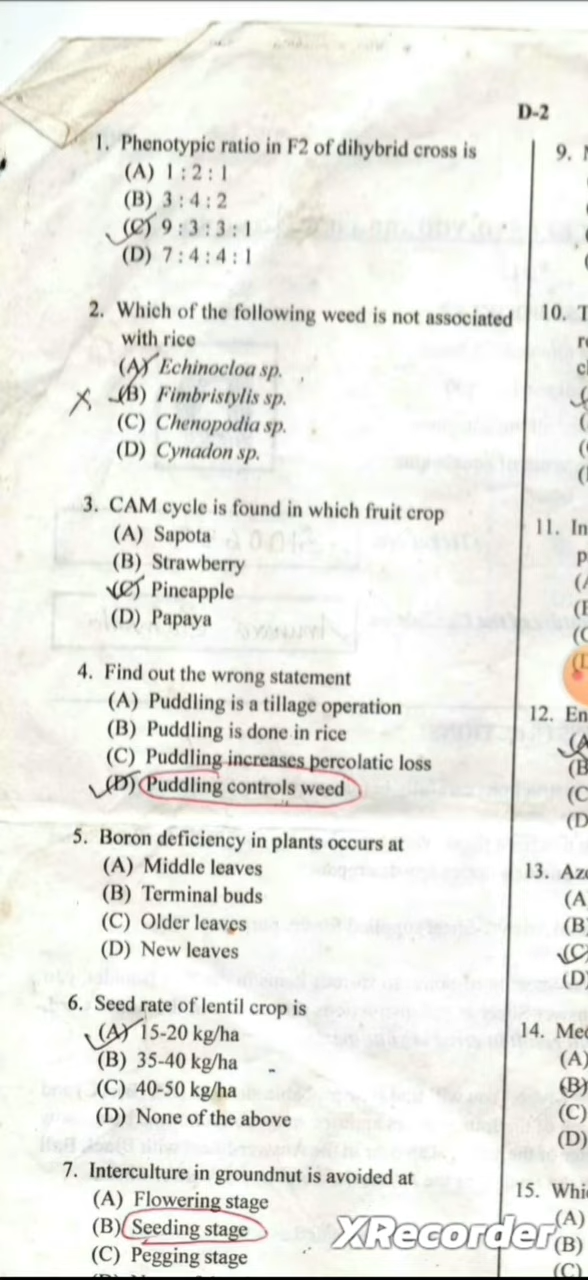 D-2
1. Phenotypic ratio in F2 of dihybrid cross is
(A) 1 : 2 : 1
(B) 3 : 4 : 2
(C) 9 : 3 : 3 : 1
(D) 7 : 4 : 4 : 1
2. Which of the following weed is not associated
with rice
(A) Echinocloa sp.
(B) Fimbristylis sp.
(C) Chenopodia sp.
(D) Cynadon sp.
3. CAM cycle is found in which fruit crop
(A) Sapota
(B) Strawberry
(C) Pineapple
(D) Papaya
4. Find out the wrong statement
(A) Puddling is a tillage operation
(B) Puddling is done in rice
(C) Puddling increases percolatic loss
(D) Puddling controls weed
5. Boron deficiency in plants occurs at
(A) Middle leaves
(B) Terminal buds
(C) Older leaves
(D) New leaves
6. Seed rate of lentil crop is
(A) 15-20 kg/ha
(B) 35-40 kg/ha
(C) 40-50 kg/ha
(D) None of the above
7. Interculture in groundnut is avoided at
(A) Flowering stage
(B) Seeding stage
(C) Pegging stage
9.
10.
11. In
12. En
(B
(C
(D
13. Aze
(A
(B)
(C)
(D)
14. Med
(A)
(B)
(C)
(D)
15. Whi
(A)
(B)
(C)
XRecorder